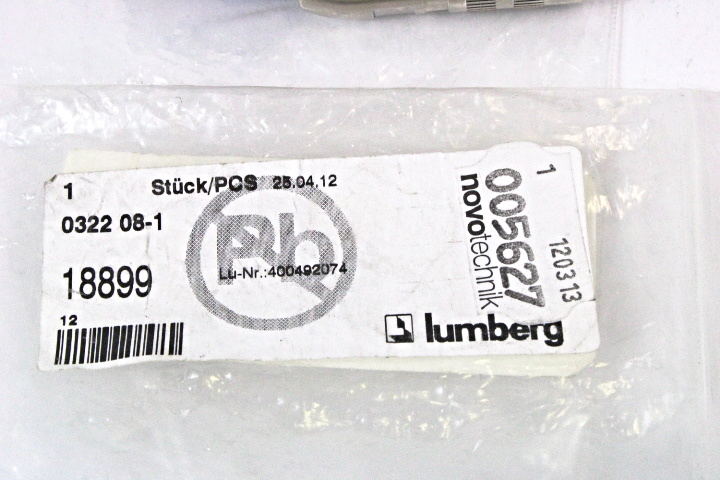 1 Stück/PCS 25.04.12
0322 08-1
Pb
18899
Lu-Nr.:400492074
12
lumberg
1
005627
novotechnik
120313